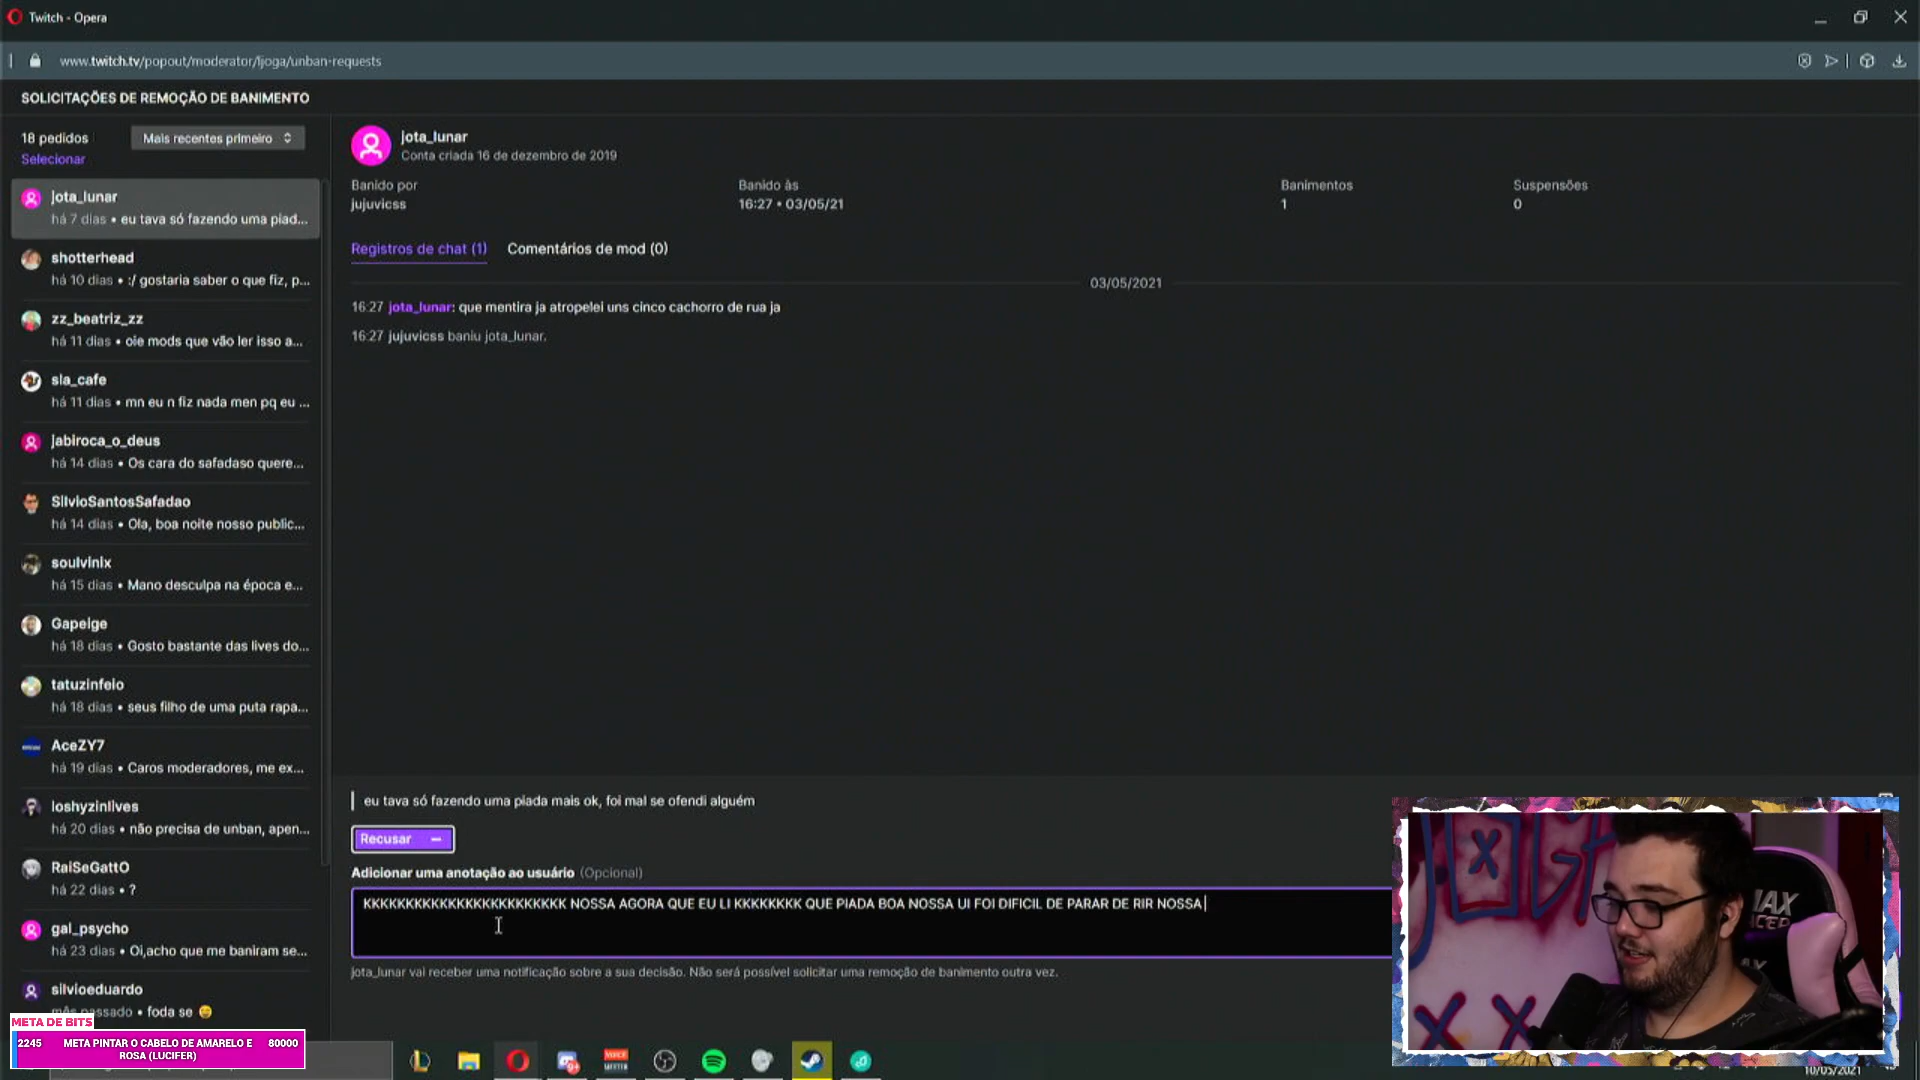 Twitch - Opera
www.twitch.tv/popout/moderator/ljoga/unban-requests
SOLICITAÇÕES DE REMOÇÃO DE BANIMENTO
18 pedidos
Mais recentes primeiro
Selecionar
jota_lunar
há 7 dias • eu tava só fazendo uma piad...
shotterhead
há 10 dias • :/ gostaria saber o que fiz, p...
zz_beatriz_zz
há 11 dias • oie mods que vão ler isso a...
sla_cafe
há 11 dias • mn eu n fiz nada men pq eu ...
jabiroca_o_deus
há 14 dias • Os cara do safadaso quere...
SilvioSantosSafadao
há 14 dias • Ola, boa noite nosso public...
soulvinix
há 15 dias • Mano desculpa na época e...
Gapeige
há 18 dias • Gosto bastante das lives do...
tatuzinfeio
há 18 dias • seus filho de uma puta rapa...
AceZY7
há 19 dias • Caros moderadores, me ex...
loshyzinlives
há 20 dias • não precisa de unban, apen...
RaiSeGattO
há 22 dias • ?
gal_psycho
há 23 dias • Oi,acho que me baniram se...
silvioeduardo
mês passado • foda se 😄
META DE BITS
2245 META PINTAR O CABELO DE AMARELO E 80000
ROSA (LUCIFER)
jota_lunar
Conta criada 16 de dezembro de 2019
Banido por
jujuvicss
Banido às
16:27 • 03/05/21
Banimentos
1
Suspensões
0
Registros de chat (1)
Comentários de mod (0)
03/05/2021
16:27 jota_lunar: que mentira ja atropelei uns cinco cachorro de rua ja
16:27 jujuvicss baniu jota_lunar.
eu tava só fazendo uma piada mais ok, foi mal se ofendi alguém
Recusar
Adicionar uma anotação ao usuário (Opcional)
KKKKKKKKKKKKKKKKKKKKKKKK NOSSA AGORA QUE EU LI KKKKKKKK QUE PIADA BOA NOSSA UI FOI DIFICIL DE PARAR DE RIR NOSSA
jota_lunar vai receber uma notificação sobre a sua decisão. Não será possível solicitar uma remoção de banimento outra vez.
10/05/2021